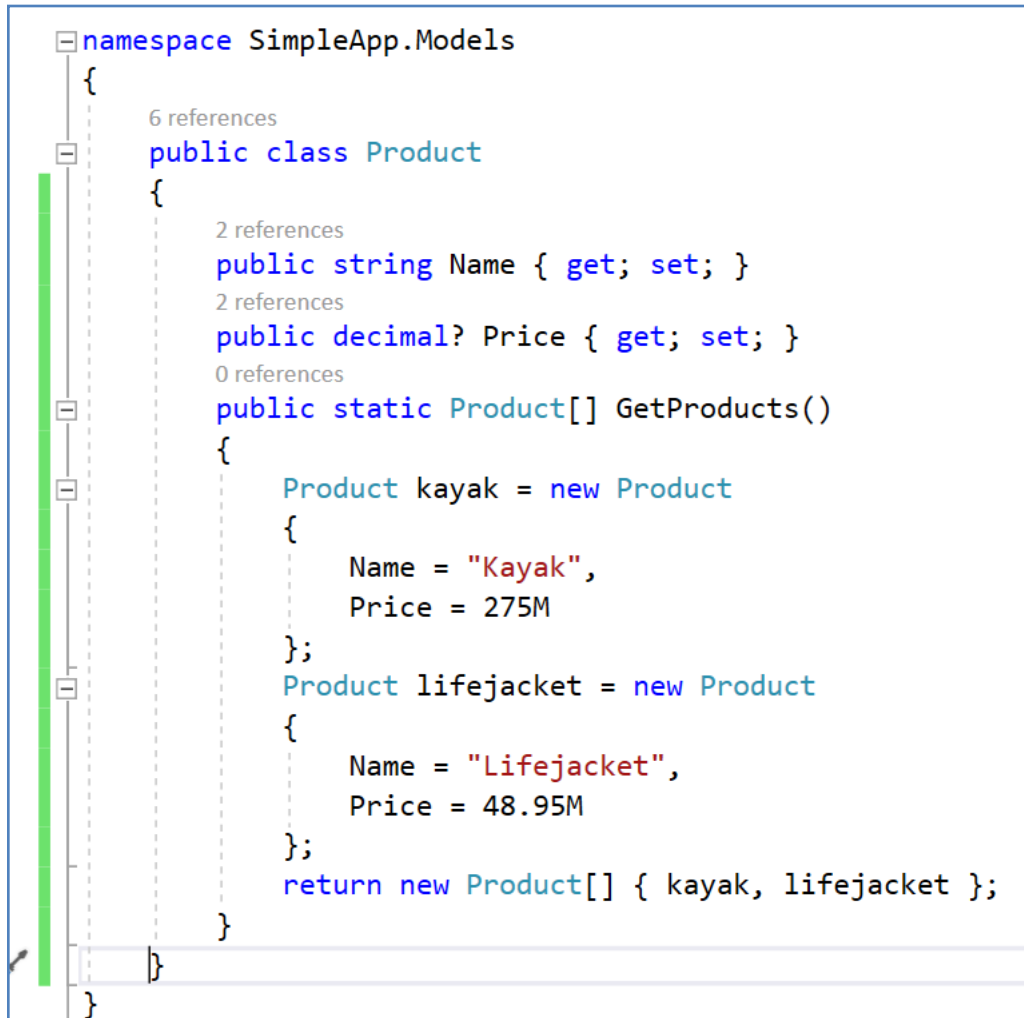 namespace SimpleApp.Models
{
6 references
public class Product
{
2 references
public string Name { get; set; }
2 references
public decimal? Price { get; set; }
0 references
public static Product[] GetProducts()
{
Product kayak = new Product
{
Name = "Kayak",
Price = 275M
};
Product lifejacket = new Product
{
Name = "Lifejacket",
Price = 48.95M
};
return new Product[] { kayak, lifejacket };
}
}
}